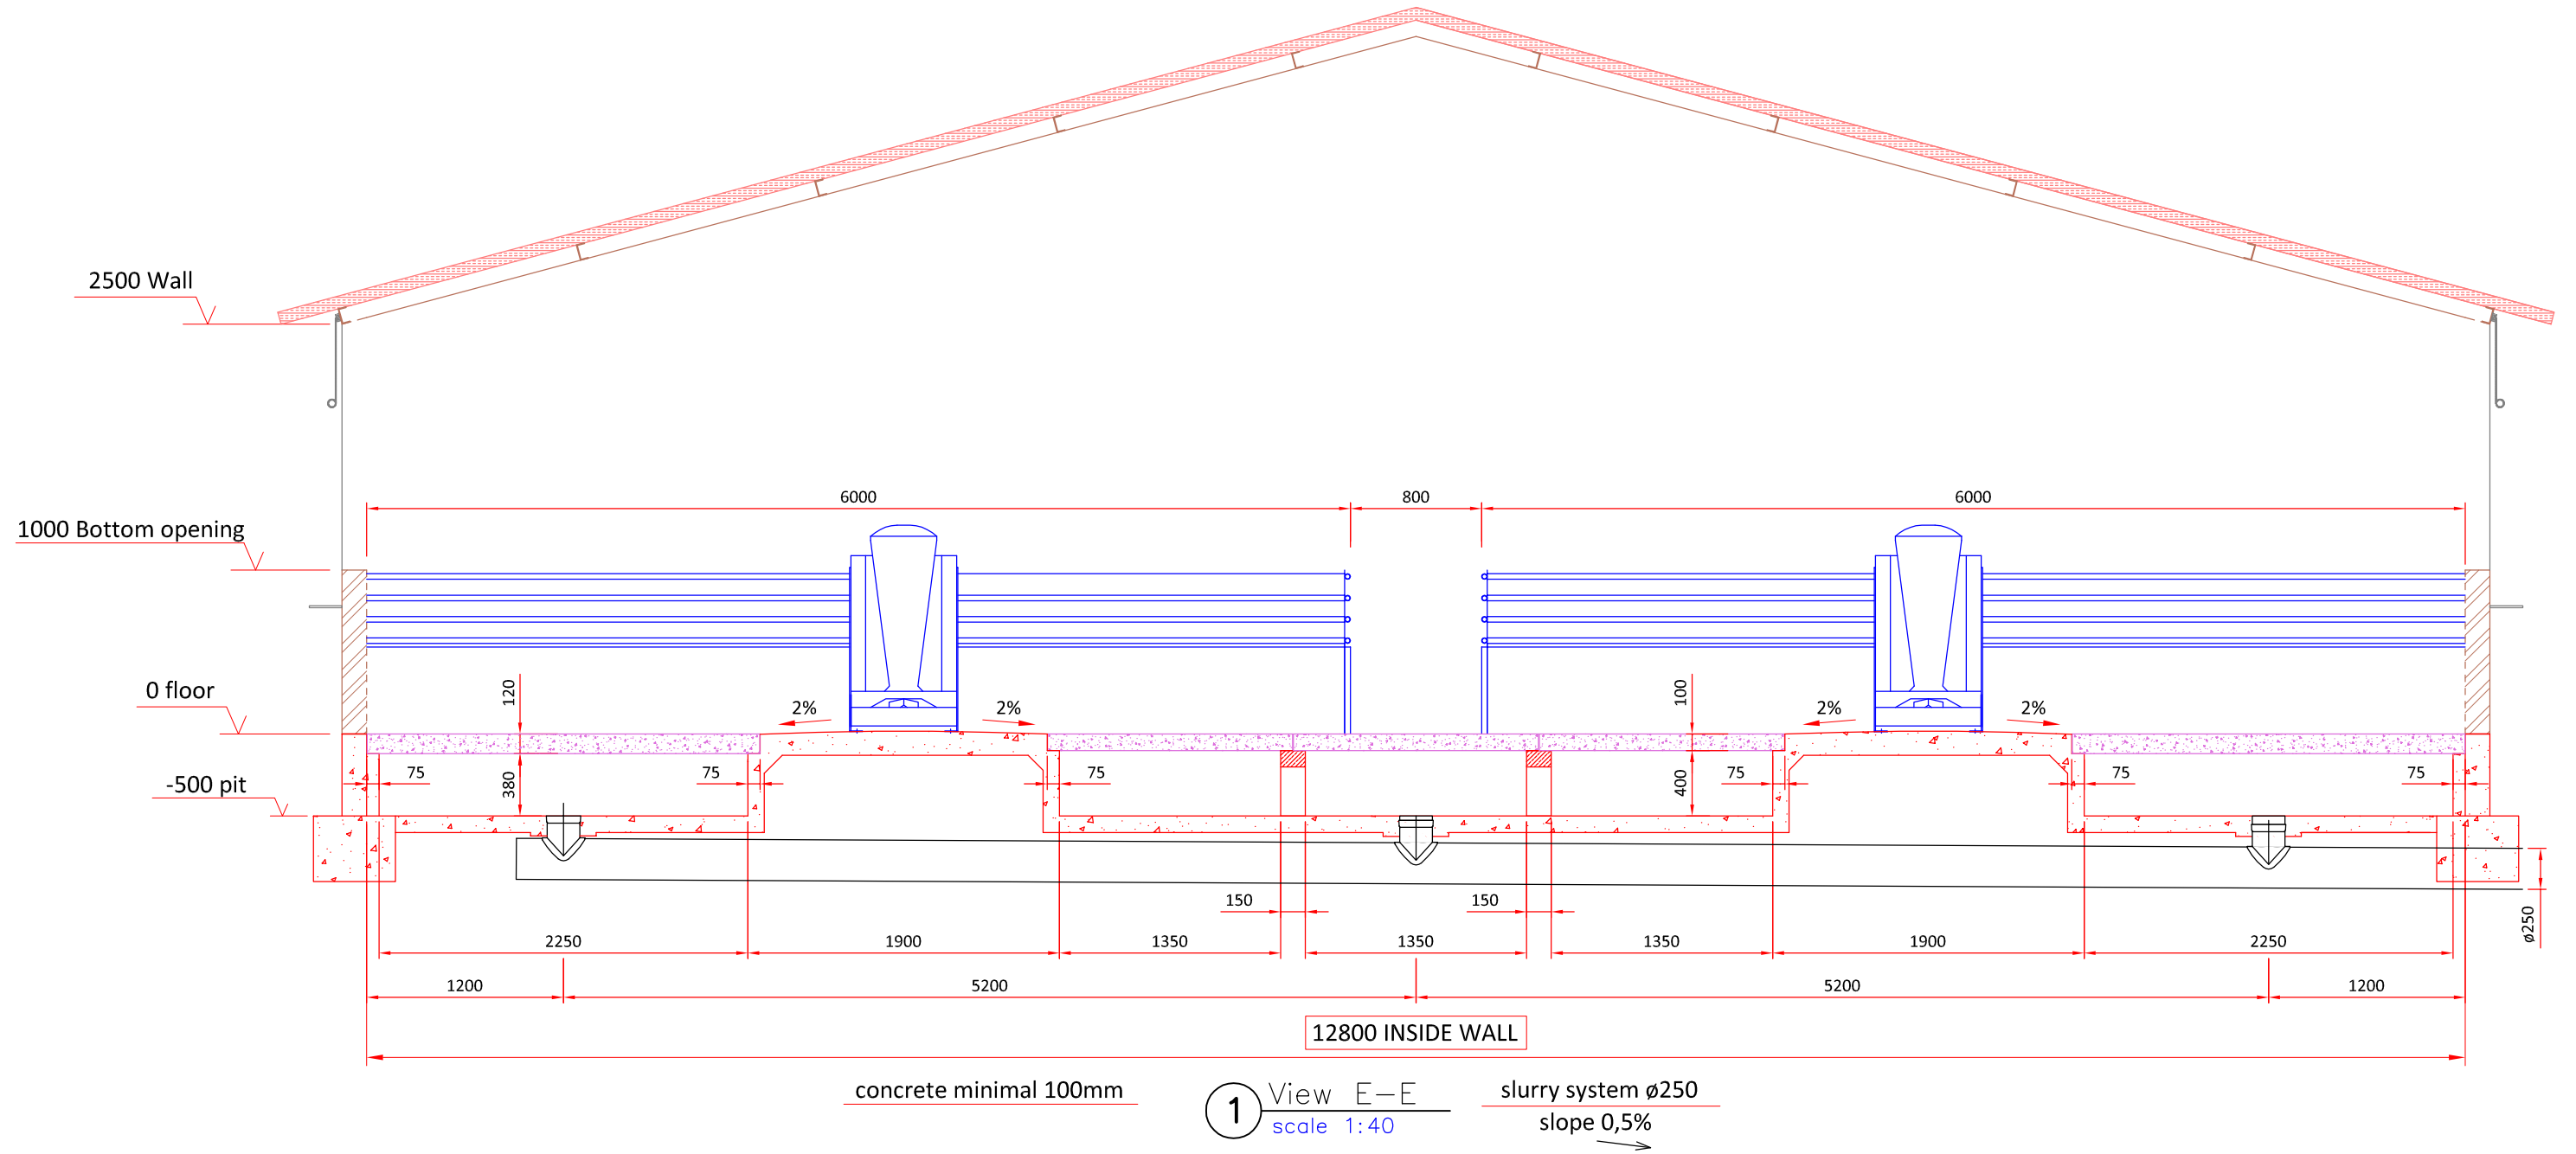 2500 Wall
6000
800
6000
1000 Bottom opening
0 floor
120
2%
2%
100
2%
2%
-500 pit
75
380
75
75
400
75
75
75
150
150
ø250
2250
1900
1350
1350
1350
1900
2250
1200
5200
5200
1200
12800 INSIDE WALL
concrete minimal 100mm
1
View E-E
scale 1:40
slurry system ø250
slope 0,5%